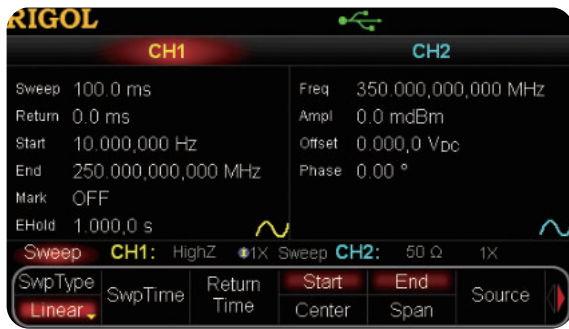 RIGOL
CH1 CH2
Sweep 100.0 ms
Return 0.0 ms
Start 10.000,000 Hz
End 250.000,000,000 MHz
Mark OFF
EHold 1.000,0 s
Freq 350.000,000,000 MHz
Ampl 0.0 mdBm
Offset 0.000,0 VDC
Phase 0.00 °
Sweep CH1: HighZ 1X Sweep CH2: 50 Ω 1X
SwpType
Linear
SwpTime
Return
Time
Start
Center
End
Span
Source